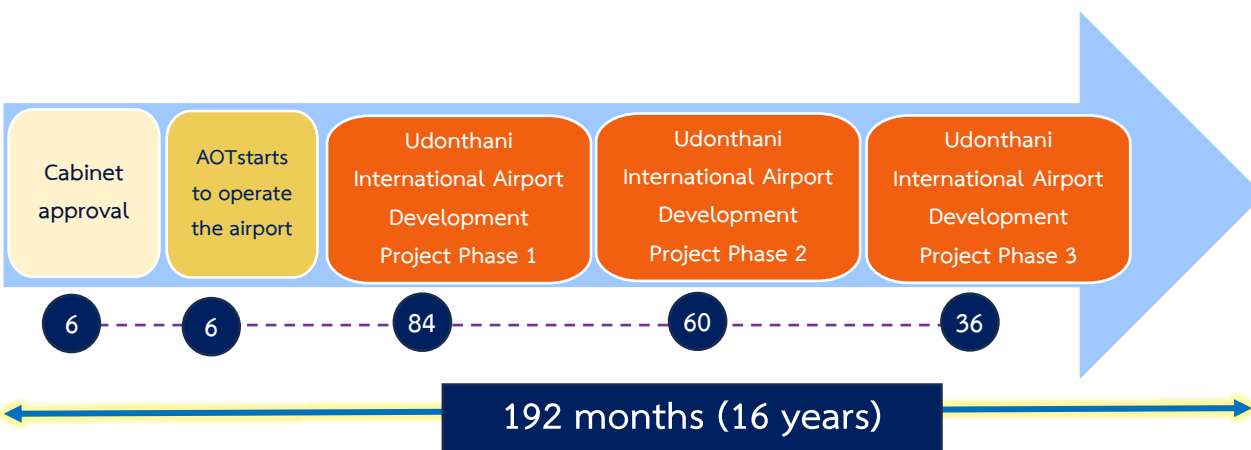 Cabinet
approval
AOTstarts
to operate
the airport
Udonthani
International Airport
Development
Project Phase 1
Udonthani
International Airport
Development
Project Phase 2
Udonthani
International Airport
Development
Project Phase 3
6
6
84
60
36
192 months (16 years)